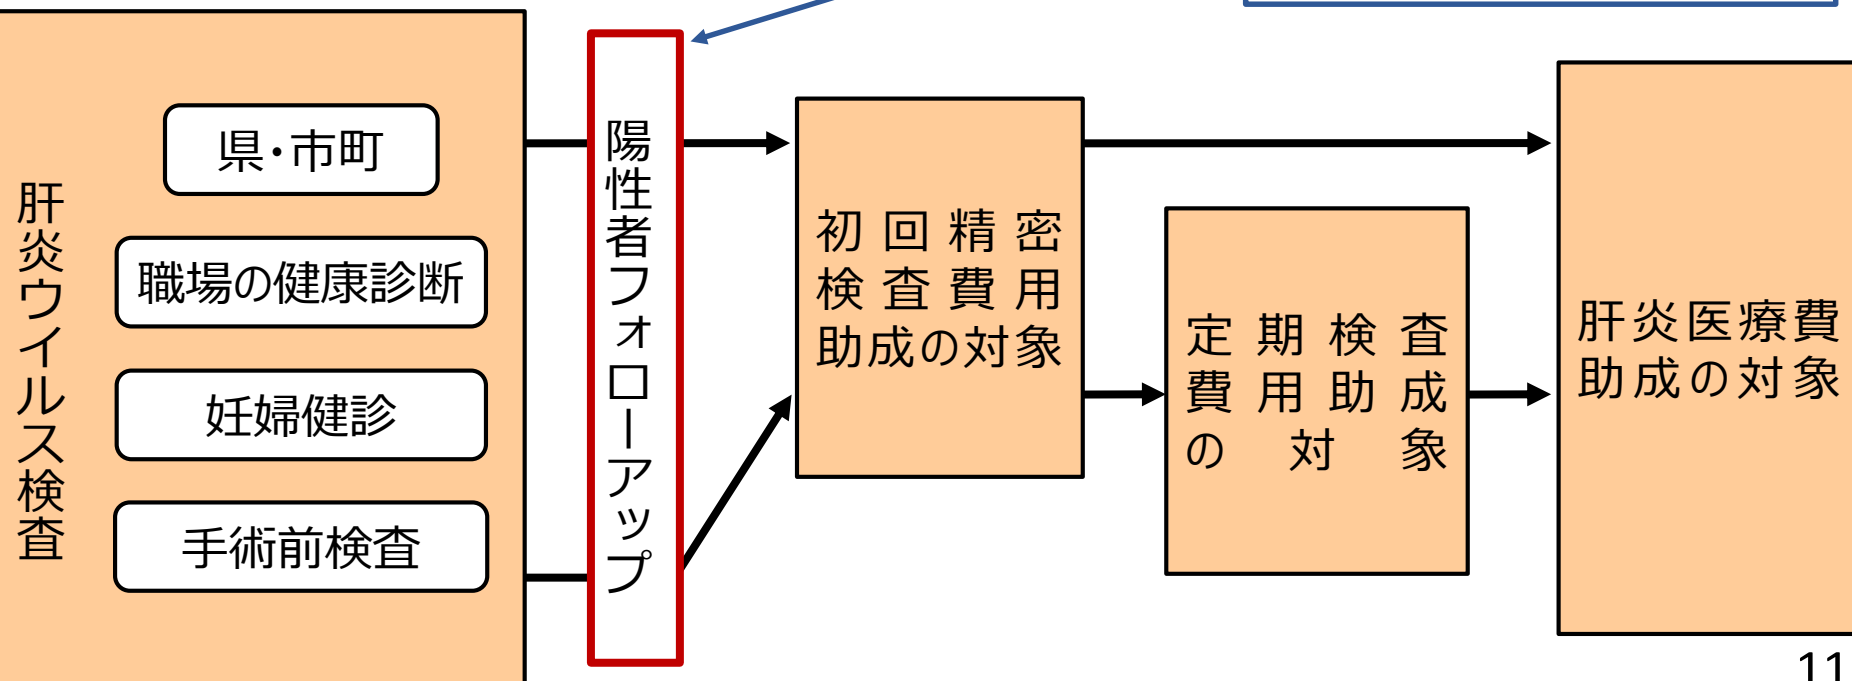 肝炎ウイルス検査
県・市町
職場の健康診断
妊婦健診
手術前検査
陽性者フォローアップ
初回精密
検査費用
助成の対象
定期検査
費用助成
の対象
肝炎医療費
助成の対象
11